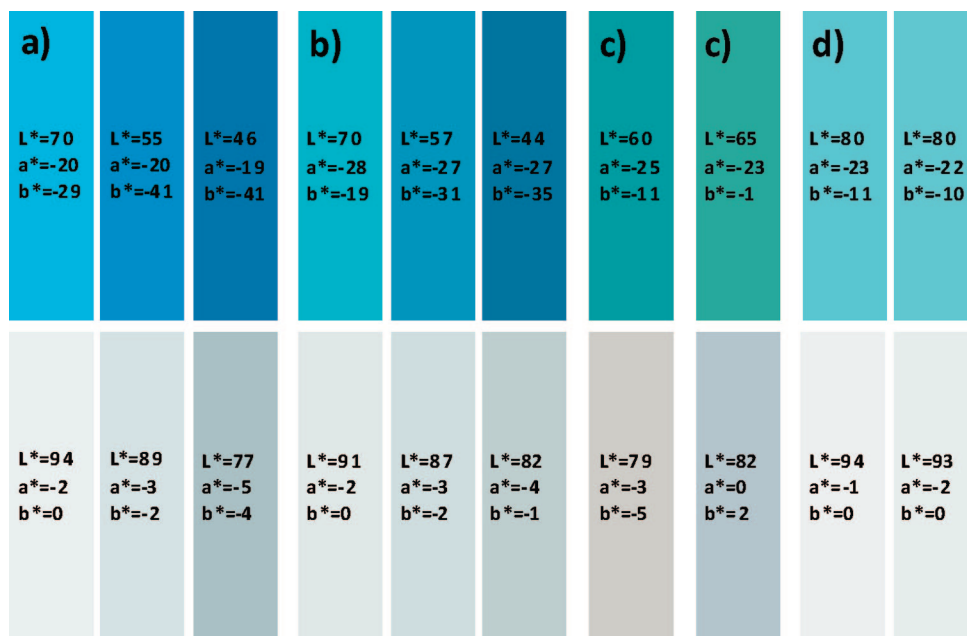 a)
L*=70
a*=-20
b*=-29
L*=55
a*=-20
b*=-41
L*=46
a*=-19
b*=-41
b)
L*=70
a*=-28
b*=-19
L*=57
a*=-27
b*=-31
L*=44
a*=-27
b*=-35
c)
L*=60
a*=-25
b*=-11
c)
L*=65
a*=-23
b*=-1
d)
L*=80
a*=-23
b*=-11
L*=80
a*=-22
b*=-10
L*=94
a*=-2
b*=0
L*=89
a*=-3
b*=-2
L*=77
a*=-5
b*=-4
L*=91
a*=-2
b*=0
L*=87
a*=-3
b*=-2
L*=82
a*=-4
b*=-1
L*=79
a*=-3
b*=-5
L*=82
a*=0
b*=2
L*=94
a*=-1
b*=0
L*=93
a*=-2
b*=0